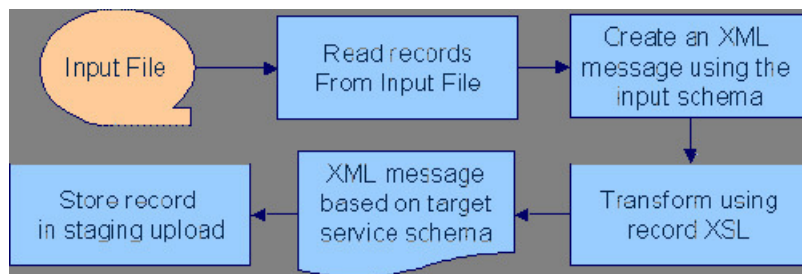 Input File
Read records
From Input File
Create an XML
message using the
input schema
Transform using
record XSL
XML message
based on target
service schema
Store record
in staging upload